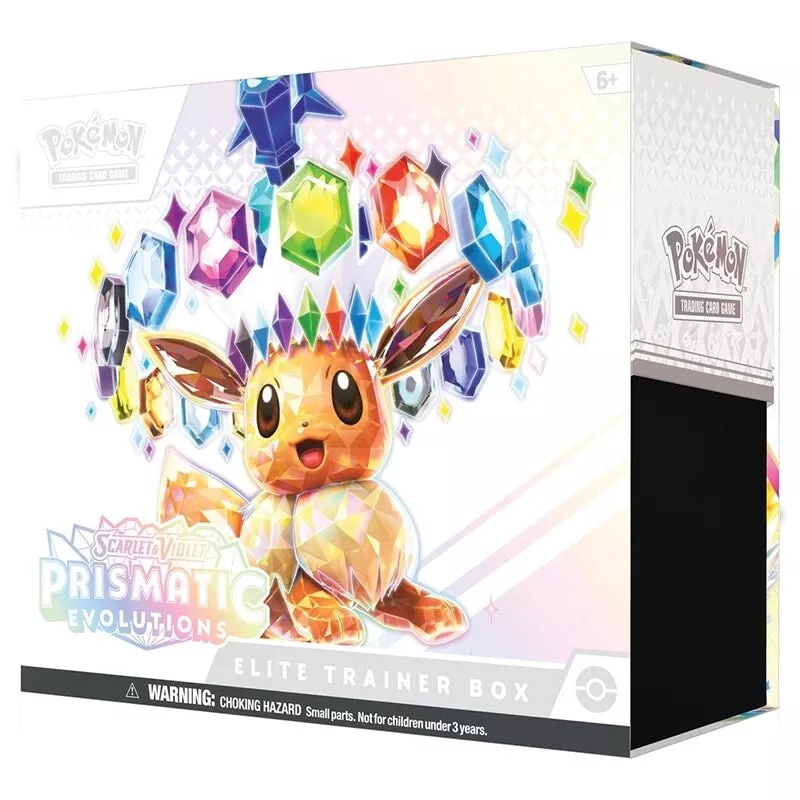 6+
POKéMON
TRADING CARD GAME
POKéMON
TRADING CARD GAME
SCARLET & VIOLET
PRISMATIC
EVOLUTIONS
ELITE TRAINER BOX
⚠ WARNING: CHOKING HAZARD Small parts. Not for children under 3 years.